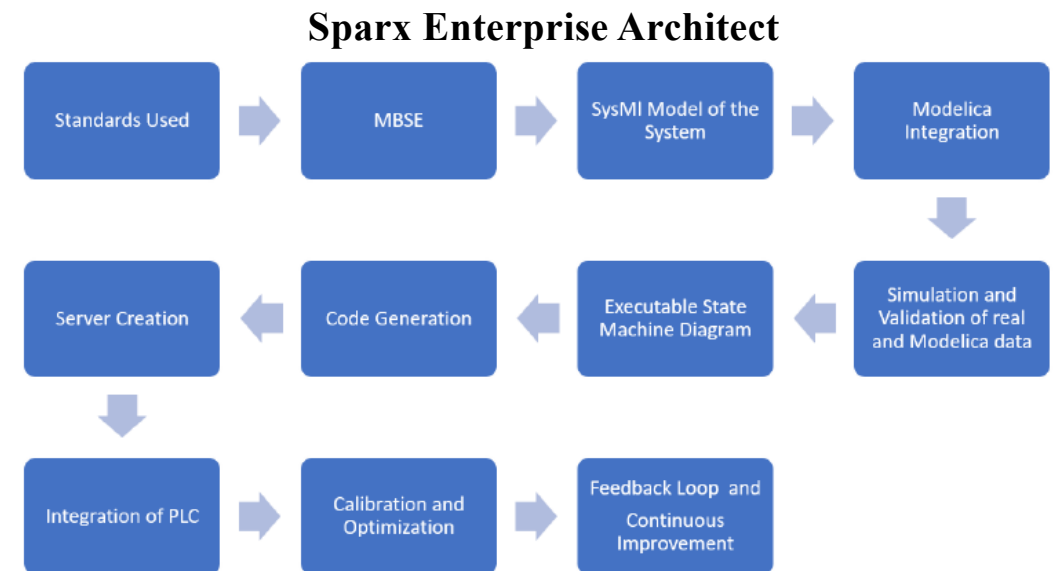 Sparx Enterprise Architect
Standards Used
MBSE
SysMl Model of the
System
Modelica
Integration
Server Creation
Code Generation
Executable State
Machine Diagram
Simulation and
Validation of real
and Modelica data
Integration of PLC
Calibration and
Optimization
Feedback Loop and
Continuous
Improvement